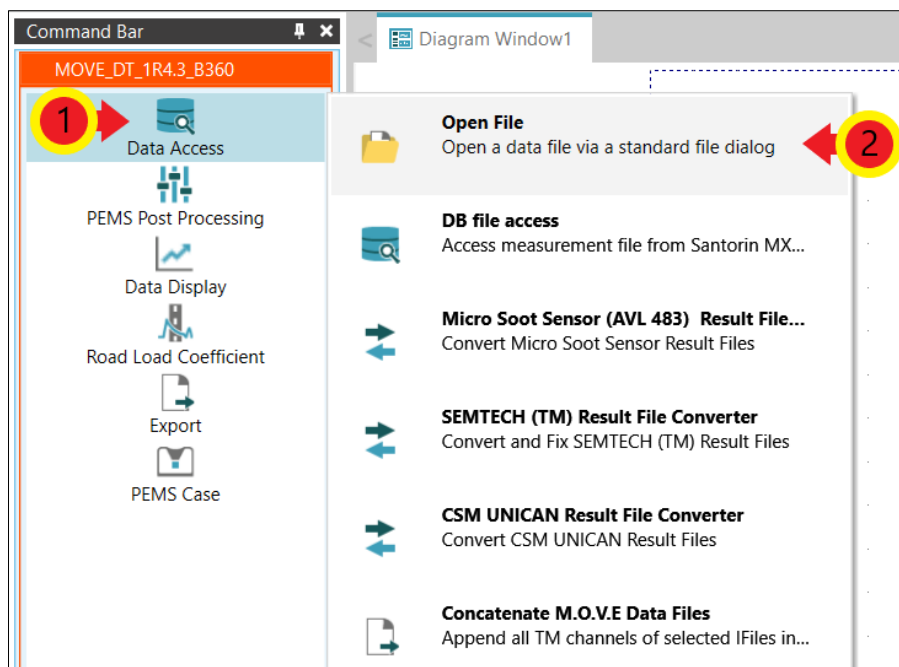 Command Bar
< Diagram Window1
MOVE_DT_1R4.3_B360
1
Data Access
PEMS Post Processing
Data Display
Road Load Coefficient
Export
PEMS Case
Open File
Open a data file via a standard file dialog
2
DB file access
Access measurement file from Santorin MX...
Micro Soot Sensor (AVL 483)  Result File...
Convert Micro Soot Sensor Result Files
SEMTECH (TM) Result File Converter
Convert and Fix SEMTECH (TM) Result Files
CSM UNICAN Result File Converter
Convert CSM UNICAN Result Files
Concatenate M.O.V.E Data Files
Append all TM channels of selected IFiles in...